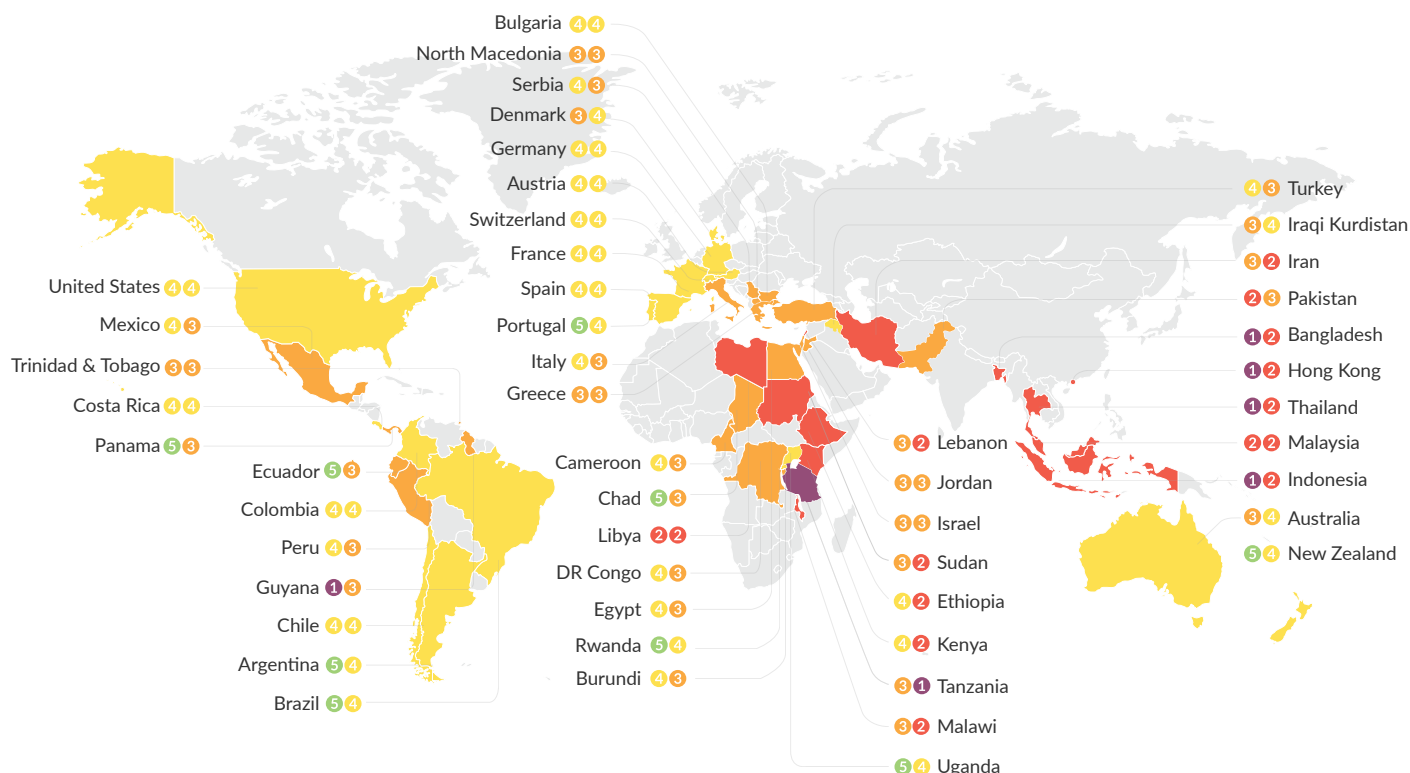 Bulgaria 4 4
North Macedonia 3 3
Serbia 4 3
Denmark 3 4
Germany 4 4
Austria 4 4
Switzerland 4 4
France 4 4
Spain 4 4
Portugal 5 4
Italy 4 3
Greece 3 3
United States 4 4
Mexico 4 3
Trinidad & Tobago 3 3
Costa Rica 4 4
Panama 5 3
Ecuador 5 3
Colombia 4 4
Peru 4 3
Guyana 1 3
Chile 4 4
Argentina 5 4
Brazil 5 4
Cameroon 4 3
Chad 5 3
Libya 2 2
DR Congo 4 3
Egypt 4 3
Rwanda 5 4
Burundi 4 3
3 2 Lebanon
3 3 Jordan
3 3 Israel
3 2 Sudan
4 2 Ethiopia
4 2 Kenya
3 1 Tanzania
3 2 Malawi
5 4 Uganda
4 3 Turkey
3 4 Iraqi Kurdistan
3 2 Iran
2 3 Pakistan
1 2 Bangladesh
1 2 Hong Kong
1 2 Thailand
2 2 Malaysia
1 2 Indonesia
3 4 Australia
5 4 New Zealand